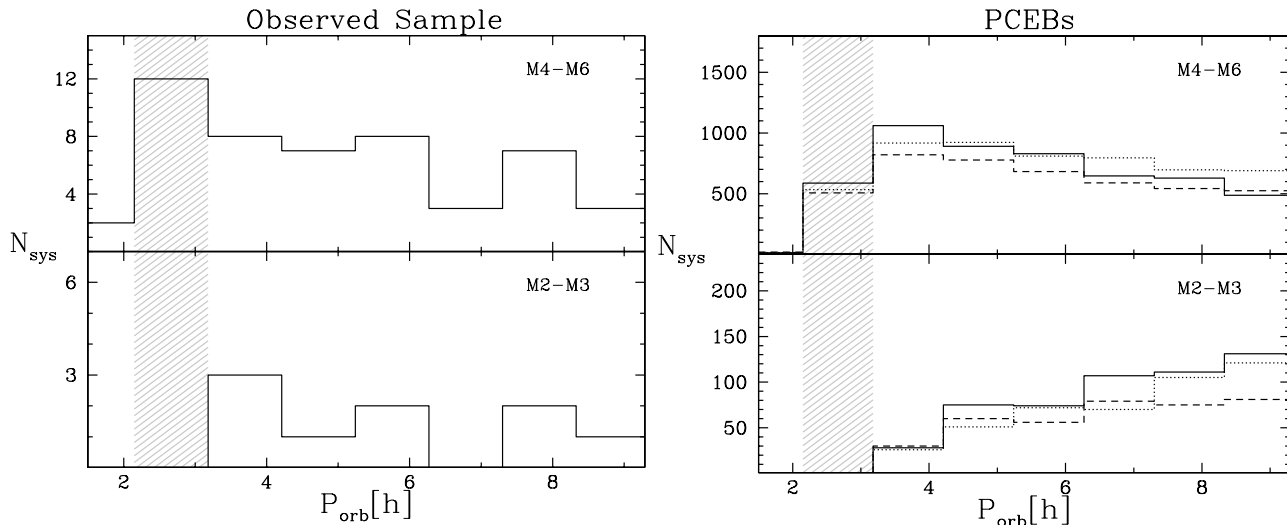 Observed Sample
M4-M6
12
8
4
N_sys
M2-M3
6
3
2 4 6 8
P_orb[h]
PCEBs
M4-M6
1500
1000
500
N_sys
M2-M3
200
150
100
50
2 4 6 8
P_orb[h]